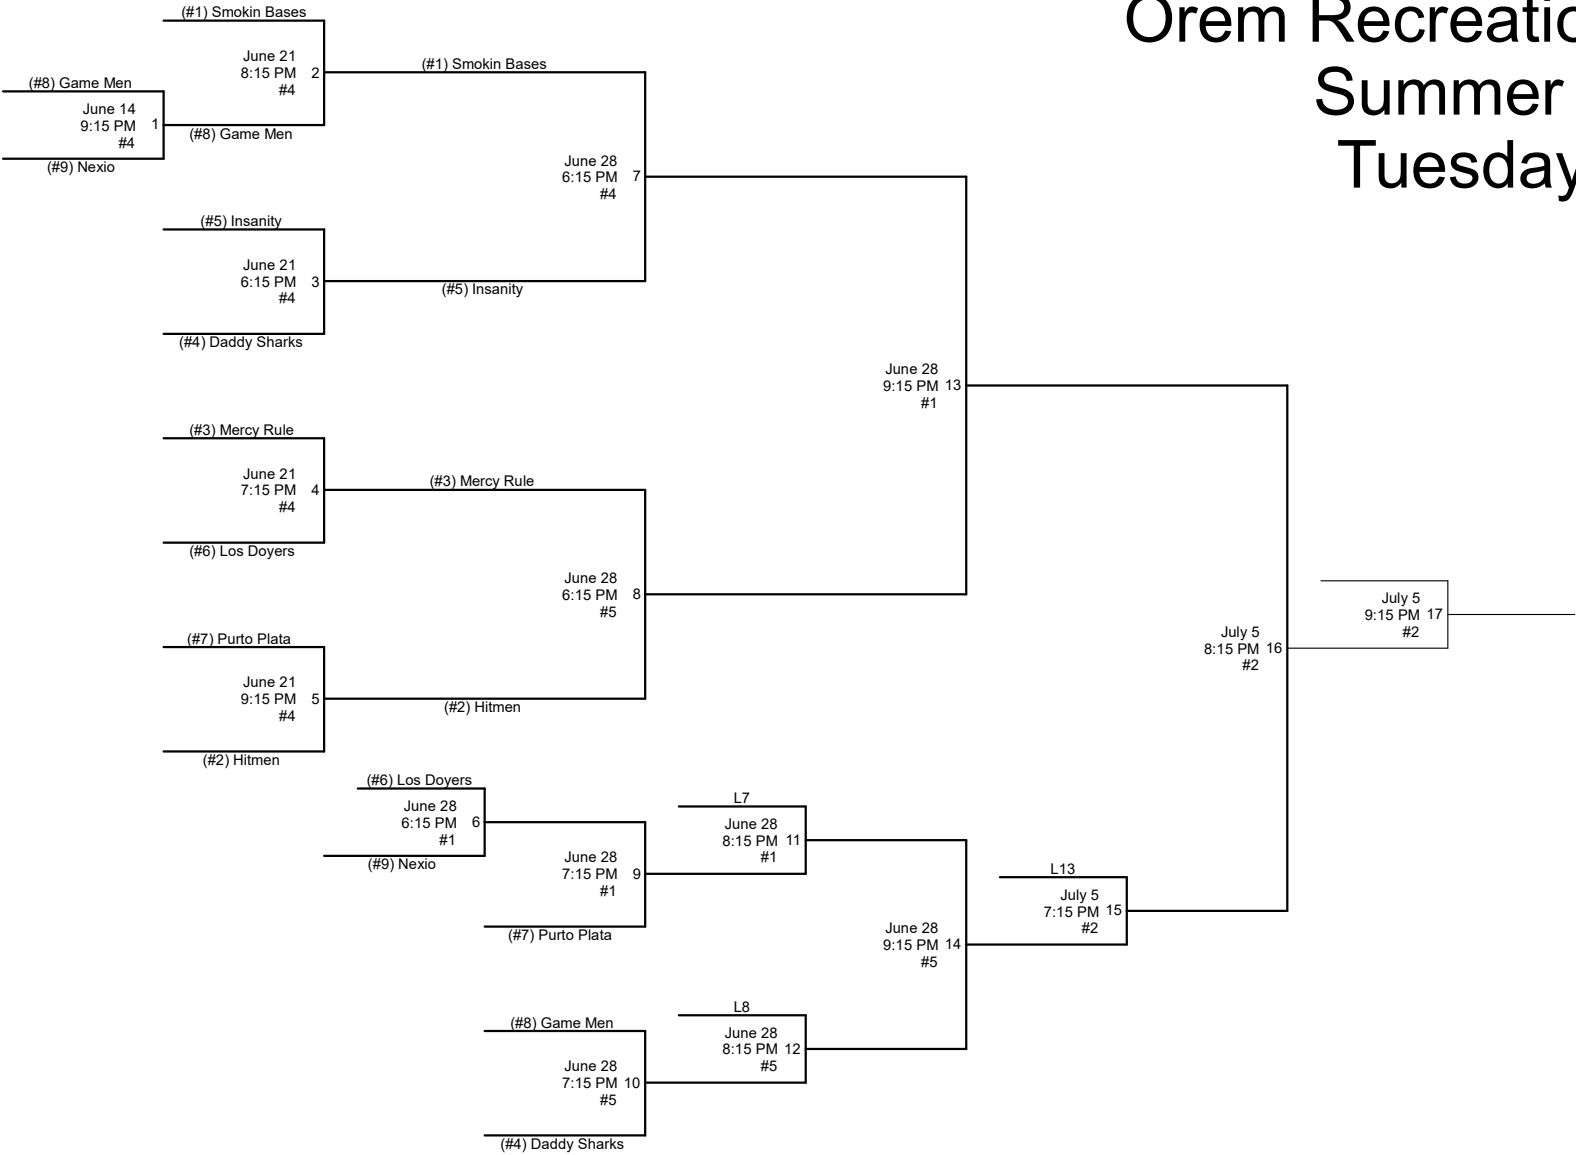 Orem Recreatio
Summer
Tuesday
(#1) Smokin Bases
June 21
8:15 PM 2
#4
(#1) Smokin Bases
(#8) Game Men
June 14
9:15 PM 1
#4
(#8) Game Men
(#9) Nexio
June 28
6:15 PM 7
#4
(#5) Insanity
June 21
6:15 PM 3
#4
(#5) Insanity
(#4) Daddy Sharks
June 28
9:15 PM 13
#1
(#3) Mercy Rule
June 21
7:15 PM 4
#4
(#3) Mercy Rule
(#6) Los Doyers
June 28
6:15 PM 8
#5
(#7) Purto Plata
June 21
9:15 PM 5
#4
(#2) Hitmen
(#2) Hitmen
July 5
9:15 PM 17
#2
July 5
8:15 PM 16
#2
(#6) Los Doyers
June 28
6:15 PM 6
#1
(#9) Nexio
L7
June 28
8:15 PM 11
#1
June 28
7:15 PM 9
#1
(#7) Purto Plata
L13
July 5
7:15 PM 15
#2
June 28
9:15 PM 14
#5
L8
June 28
8:15 PM 12
#5
(#8) Game Men
June 28
7:15 PM 10
#5
(#4) Daddy Sharks